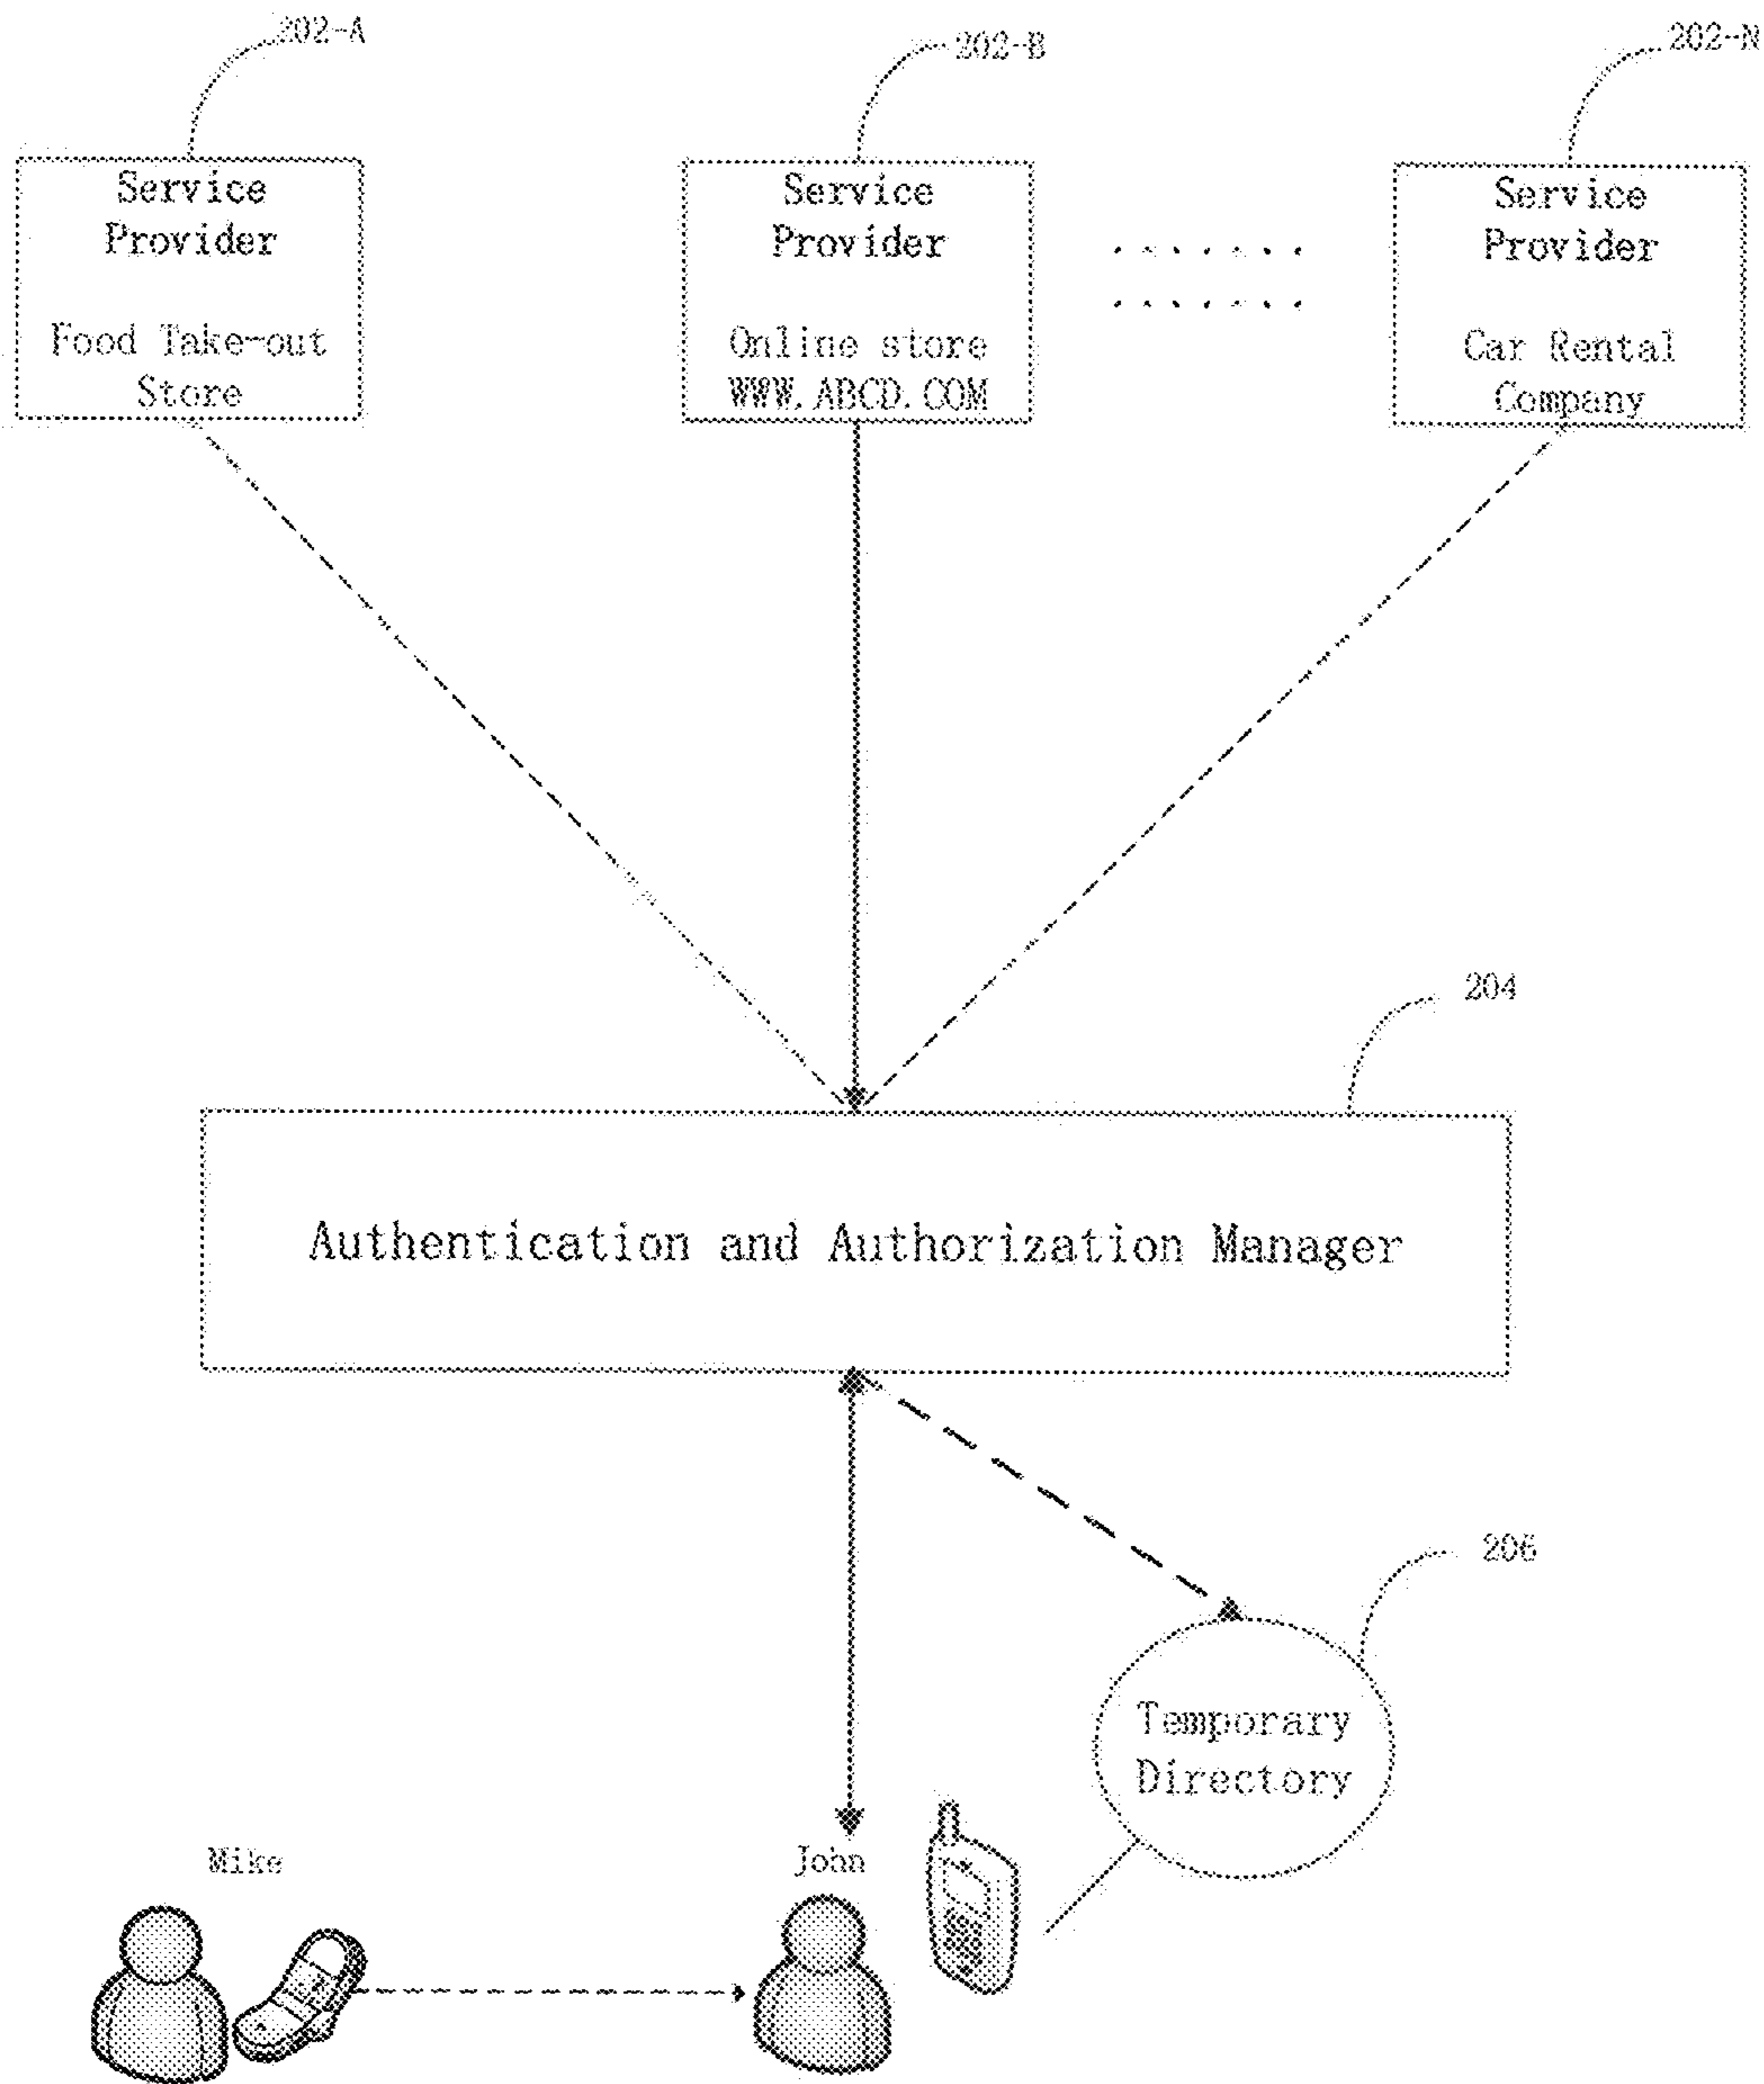 202-A
202-B
202-N
Service
Provider
Food Take-out
Store
Service
Provider
Online store
WWW.ABCD.COM
Service
Provider
Car Rental
Company
204
Authentication and Authorization Manager
206
Temporary
Directory
Mike
John